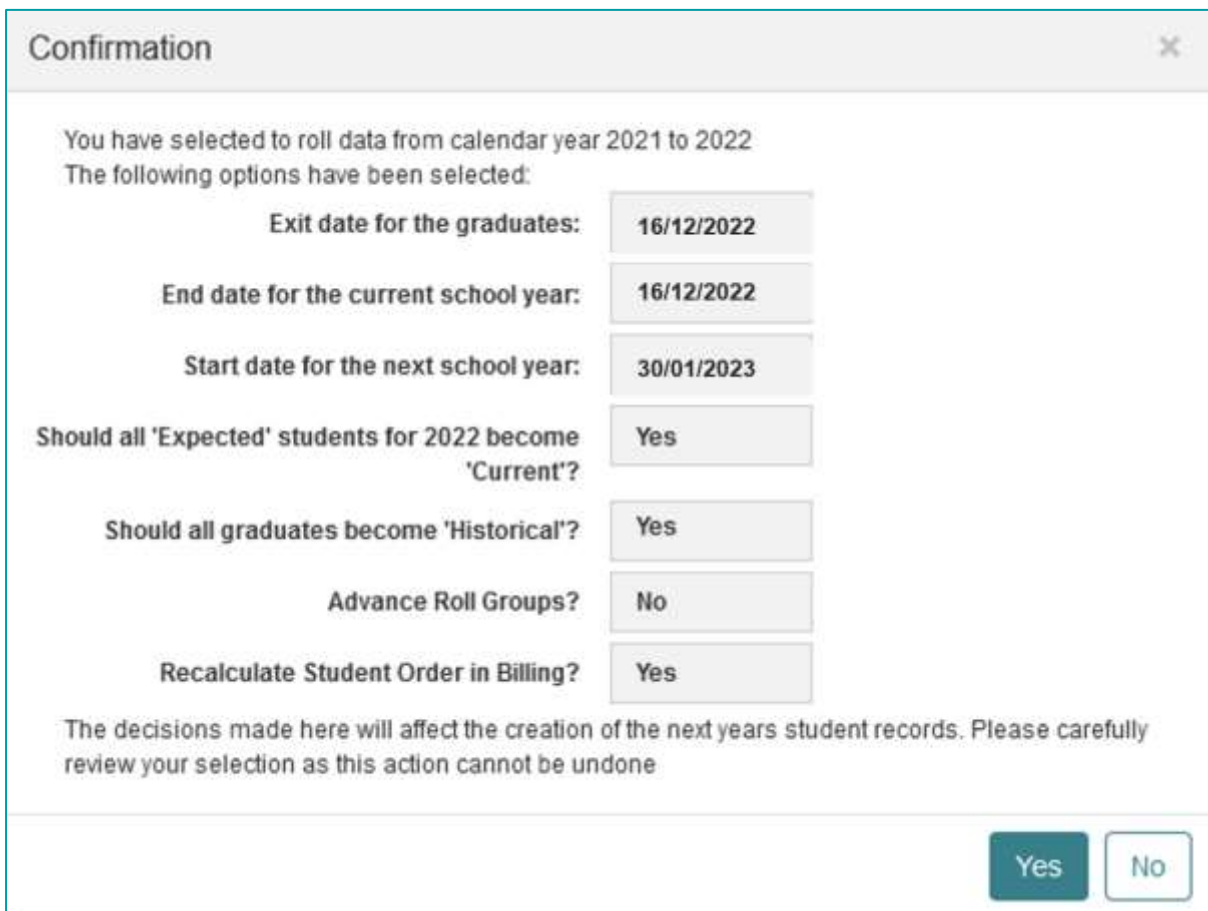 Confirmation ×
You have selected to roll data from calendar year 2021 to 2022
The following options have been selected:
Exit date for the graduates: 16/12/2022
End date for the current school year: 16/12/2022
Start date for the next school year: 30/01/2023
Should all 'Expected' students for 2022 become Yes
'Current'?
Should all graduates become 'Historical'? Yes
Advance Roll Groups? No
Recalculate Student Order in Billing? Yes
The decisions made here will affect the creation of the next years student records. Please carefully
review your selection as this action cannot be undone
Yes No